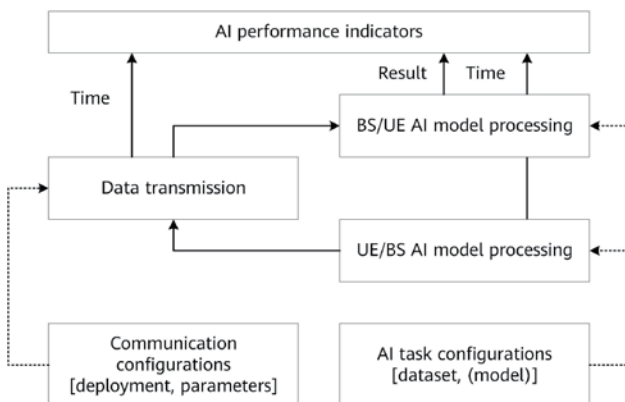 AI performance indicators
Result
Time
Time
BS/UE AI model processing
Data transmission
UE/BS AI model processing
Communication
configurations
[deployment, parameters]
AI task configurations
[dataset, (model)]